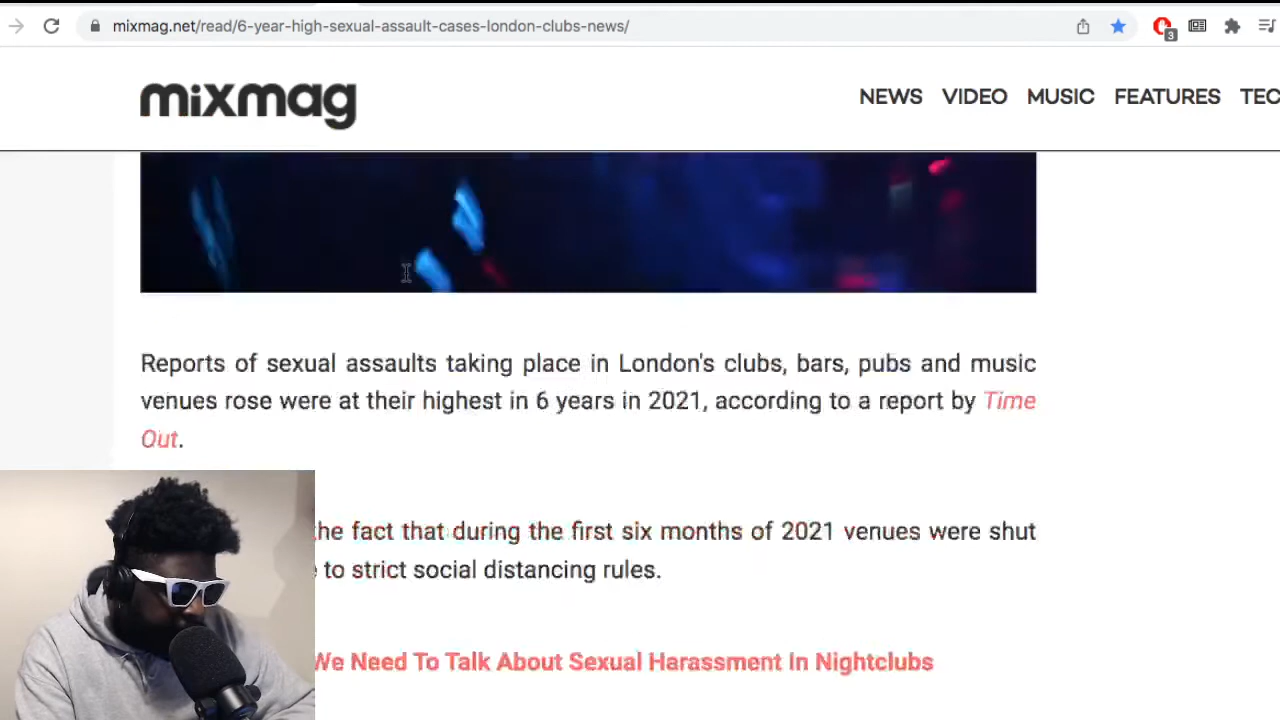 mixmag.net/read/6-year-high-sexual-assault-cases-london-clubs-news/
3
mixmag
NEWS VIDEO MUSIC FEATURES TEC
Reports of sexual assaults taking place in London's clubs, bars, pubs and music
venues rose were at their highest in 6 years in 2021, according to a report by Time
Out.
the fact that during the first six months of 2021 venues were shut
to strict social distancing rules.
We Need To Talk About Sexual Harassment In Nightclubs